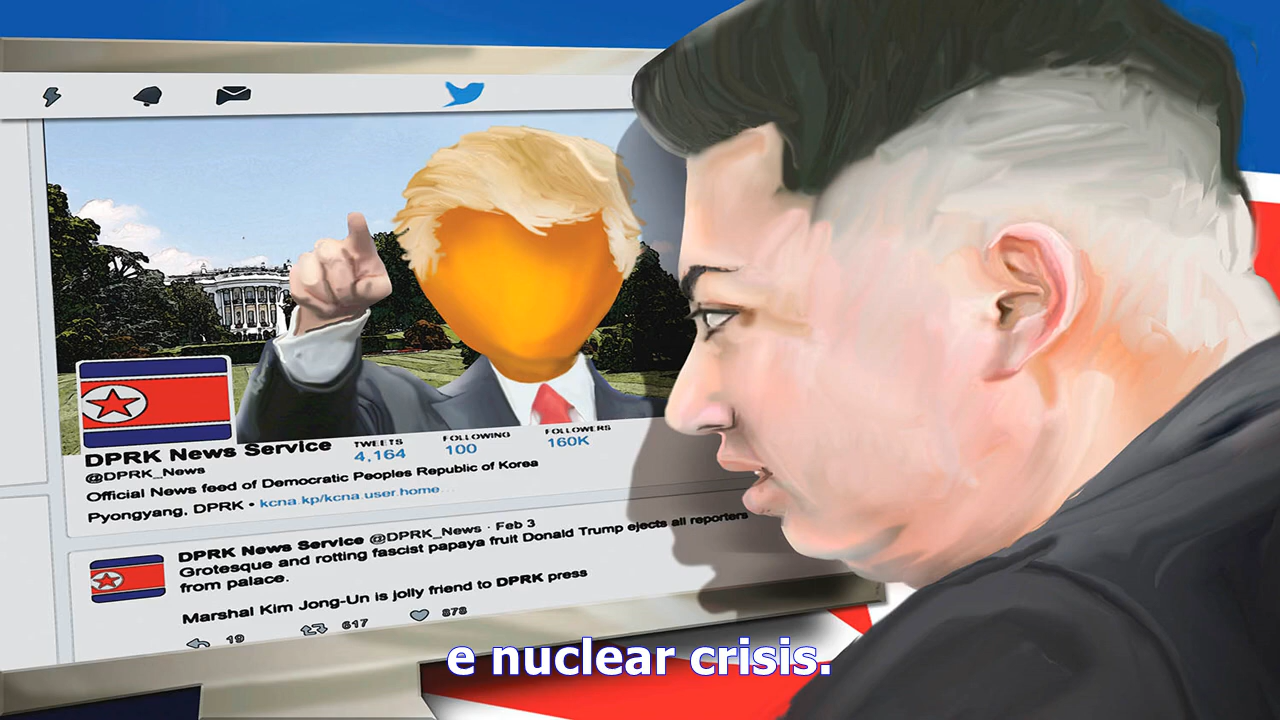 DPRK News Service
@DPRK_News
TWEETS FOLLOWING FOLLOWERS
4,164 100 160K
Official News feed of Democratic Peoples Republic of Korea
Pyongyang, DPRK • kcna.kp/kcna.user.home...
DPRK News Service @DPRK_News · Feb 3
Grotesque and rotting fascist papaya fruit Donald Trump ejects all reporters
from palace.
Marshal Kim Jong-Un is jolly friend to DPRK press
19 617 878
e nuclear crisis.